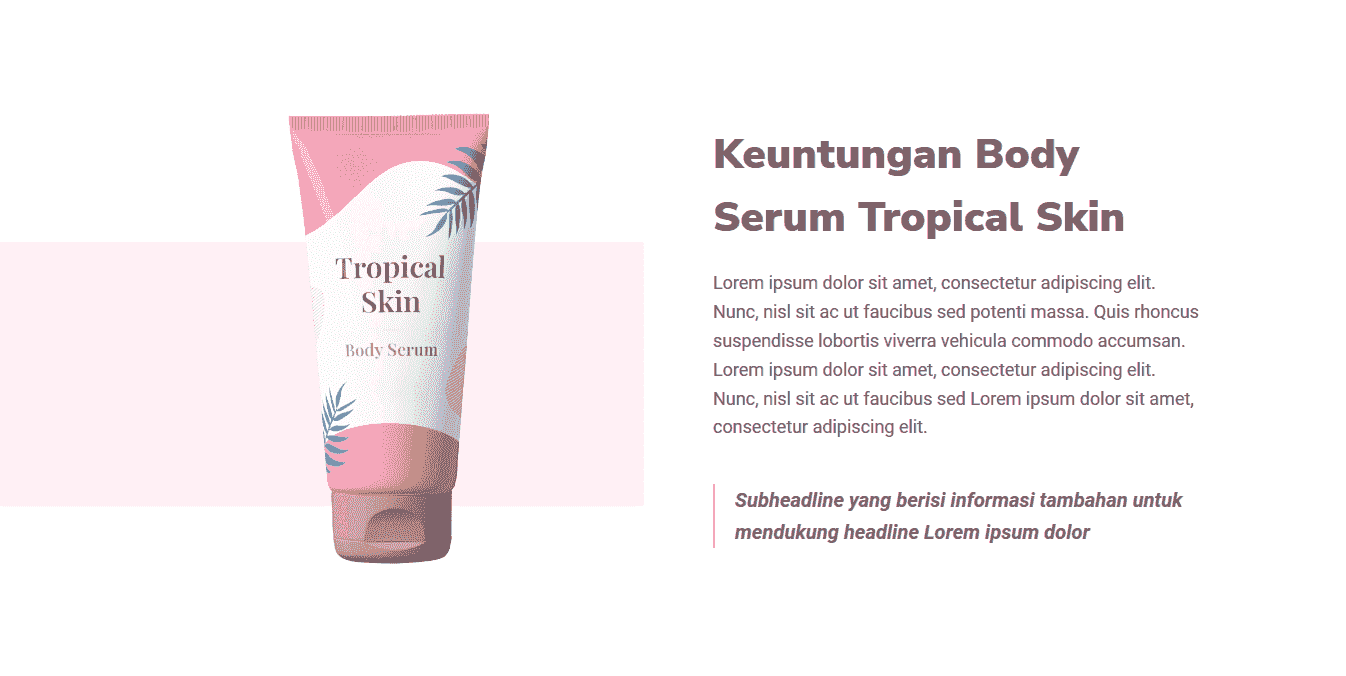 Tropical
Skin
Body Serum
Keuntungan Body
Serum Tropical Skin
Lorem ipsum dolor sit amet, consectetur adipiscing elit.
Nunc, nisl sit ac ut faucibus sed potenti massa. Quis rhoncus
suspendisse lobortis viverra vehicula commodo accumsan.
Lorem ipsum dolor sit amet, consectetur adipiscing elit.
Nunc, nisl sit ac ut faucibus sed Lorem ipsum dolor sit amet,
consectetur adipiscing elit.
Subheadline yang berisi informasi tambahan untuk
mendukung headline Lorem ipsum dolor